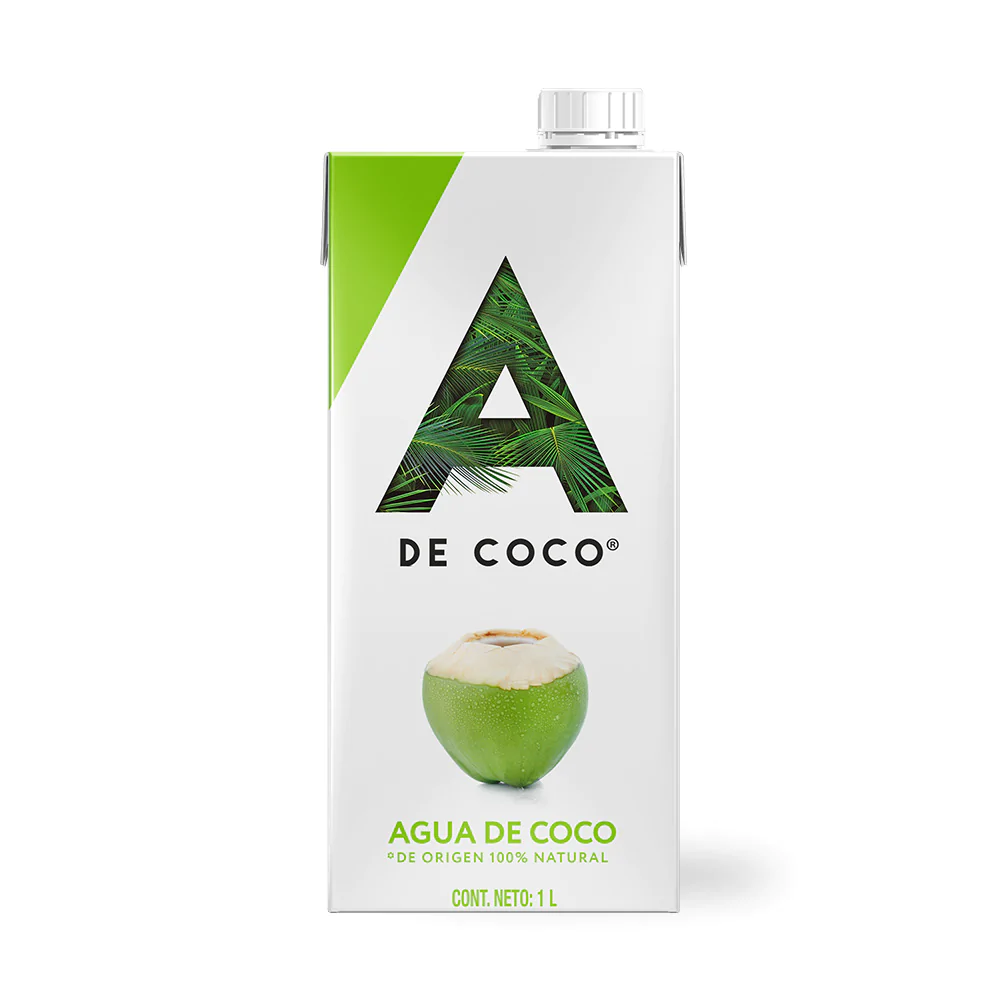 A
DE COCO®
AGUA DE COCO
°DE ORIGEN 100% NATURAL
CONT. NETO: 1 L